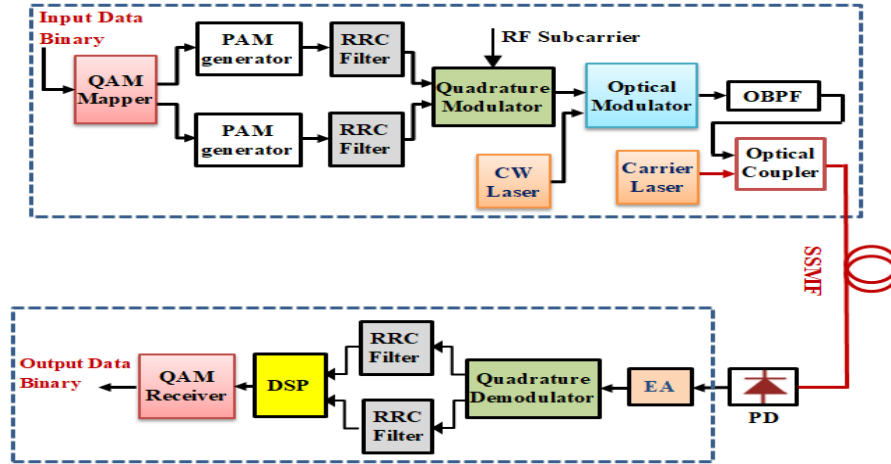 Input Data
Binary
QAM
Mapper
PAM
generator
RRC
Filter
PAM
generator
RRC
Filter
RF Subcarrier
Quadrature
Modulator
Optical
Modulator
OBPF
CW
Laser
Carrier
Laser
Optical
Coupler
SSMF
Output Data
Binary
QAM
Receiver
DSP
RRC
Filter
RRC
Filter
Quadrature
Demodulator
EA
PD